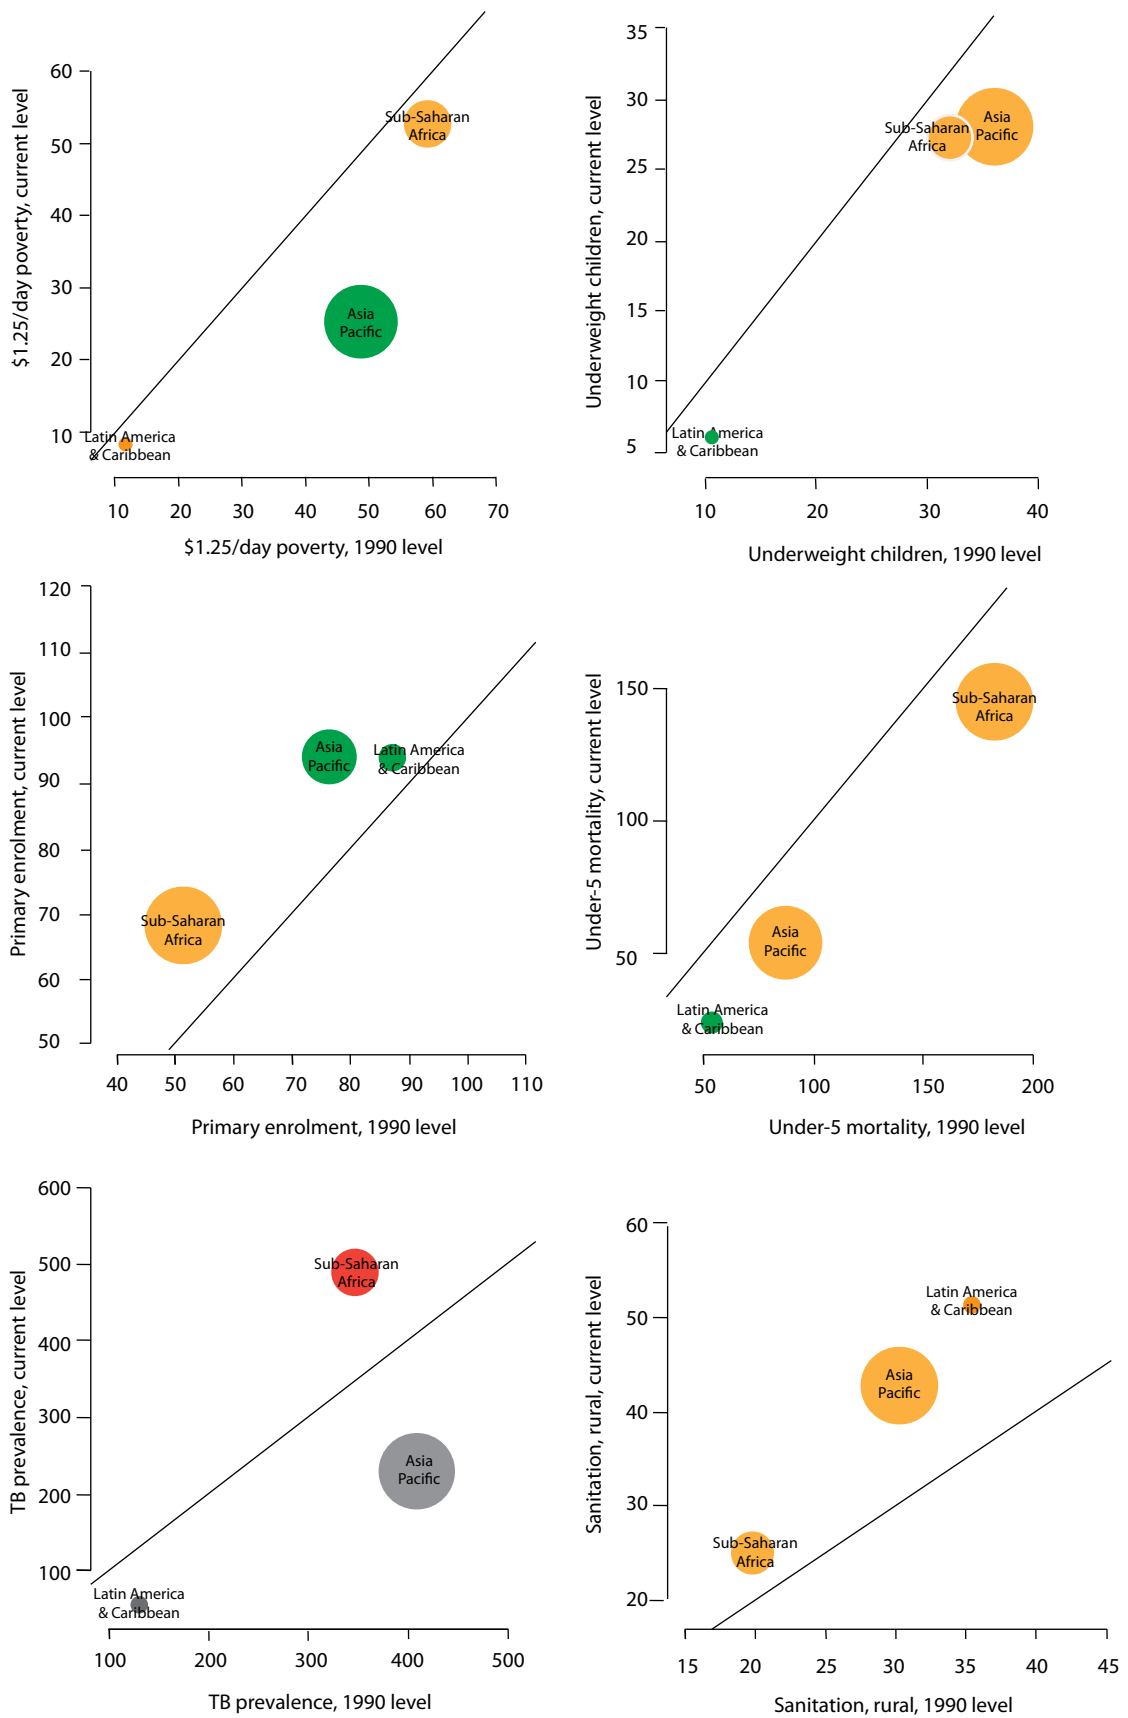 $1.25/day poverty, current level
60
50
40
30
20
10
Sub-Saharan
Africa
Asia
Pacific
Latin America
& Caribbean
10 20 30 40 50 60 70
$1.25/day poverty, 1990 level
Underweight children, current level
35
30
25
20
15
10
5
Sub-Saharan
Africa
Asia
Pacific
Latin America
& Caribbean
10 20 30 40
Underweight children, 1990 level
Primary enrolment, current level
120
110
100
90
80
70
60
50
Asia
Pacific
Latin America
& Caribbean
Sub-Saharan
Africa
40 50 60 70 80 90 100 110
Primary enrolment, 1990 level
Under-5 mortality, current level
150
100
50
Sub-Saharan
Africa
Asia
Pacific
Latin America
& Caribbean
50 100 150 200
Under-5 mortality, 1990 level
TB prevalence, current level
600
500
400
300
200
100
Sub-Saharan
Africa
Asia
Pacific
Latin America
& Caribbean
100 200 300 400 500
TB prevalence, 1990 level
Sanitation, rural, current level
60
50
40
30
20
Latin America
& Caribbean
Asia
Pacific
Sub-Saharan
Africa
15 20 25 30 35 40 45
Sanitation, rural, 1990 level